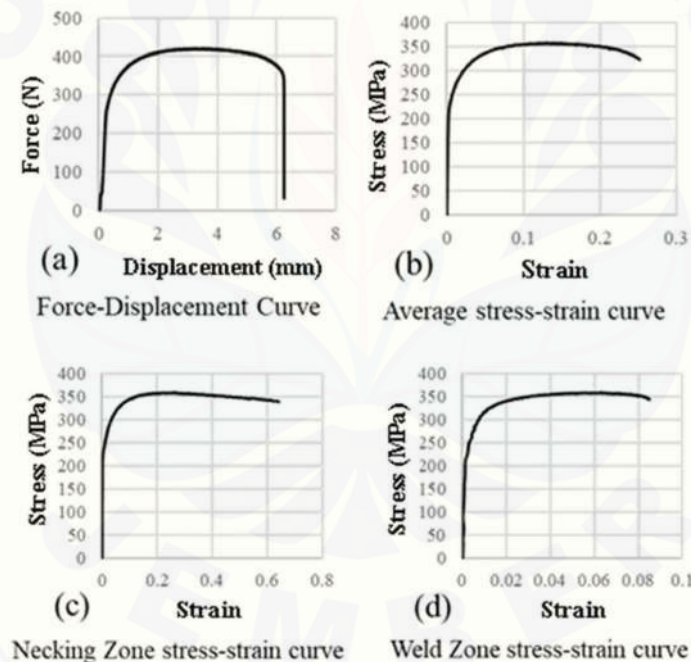 500
400
300
200
100
0
Force (N)
0 2 4 6 8
(a) Displacement (mm)
Force-Displacement Curve
400
350
300
250
200
150
100
50
0
Stress (MPa)
0 0.1 0.2 0.3
(b) Strain
Average stress-strain curve
400
350
300
250
200
150
100
50
0
Stress (MPa)
0 0.2 0.4 0.6 0.8
(c) Strain
Necking Zone stress-strain curve
400
350
300
250
200
150
100
50
0
Stress (MPa)
0 0.02 0.04 0.06 0.08 0.1
(d) Strain
Weld Zone stress-strain curve